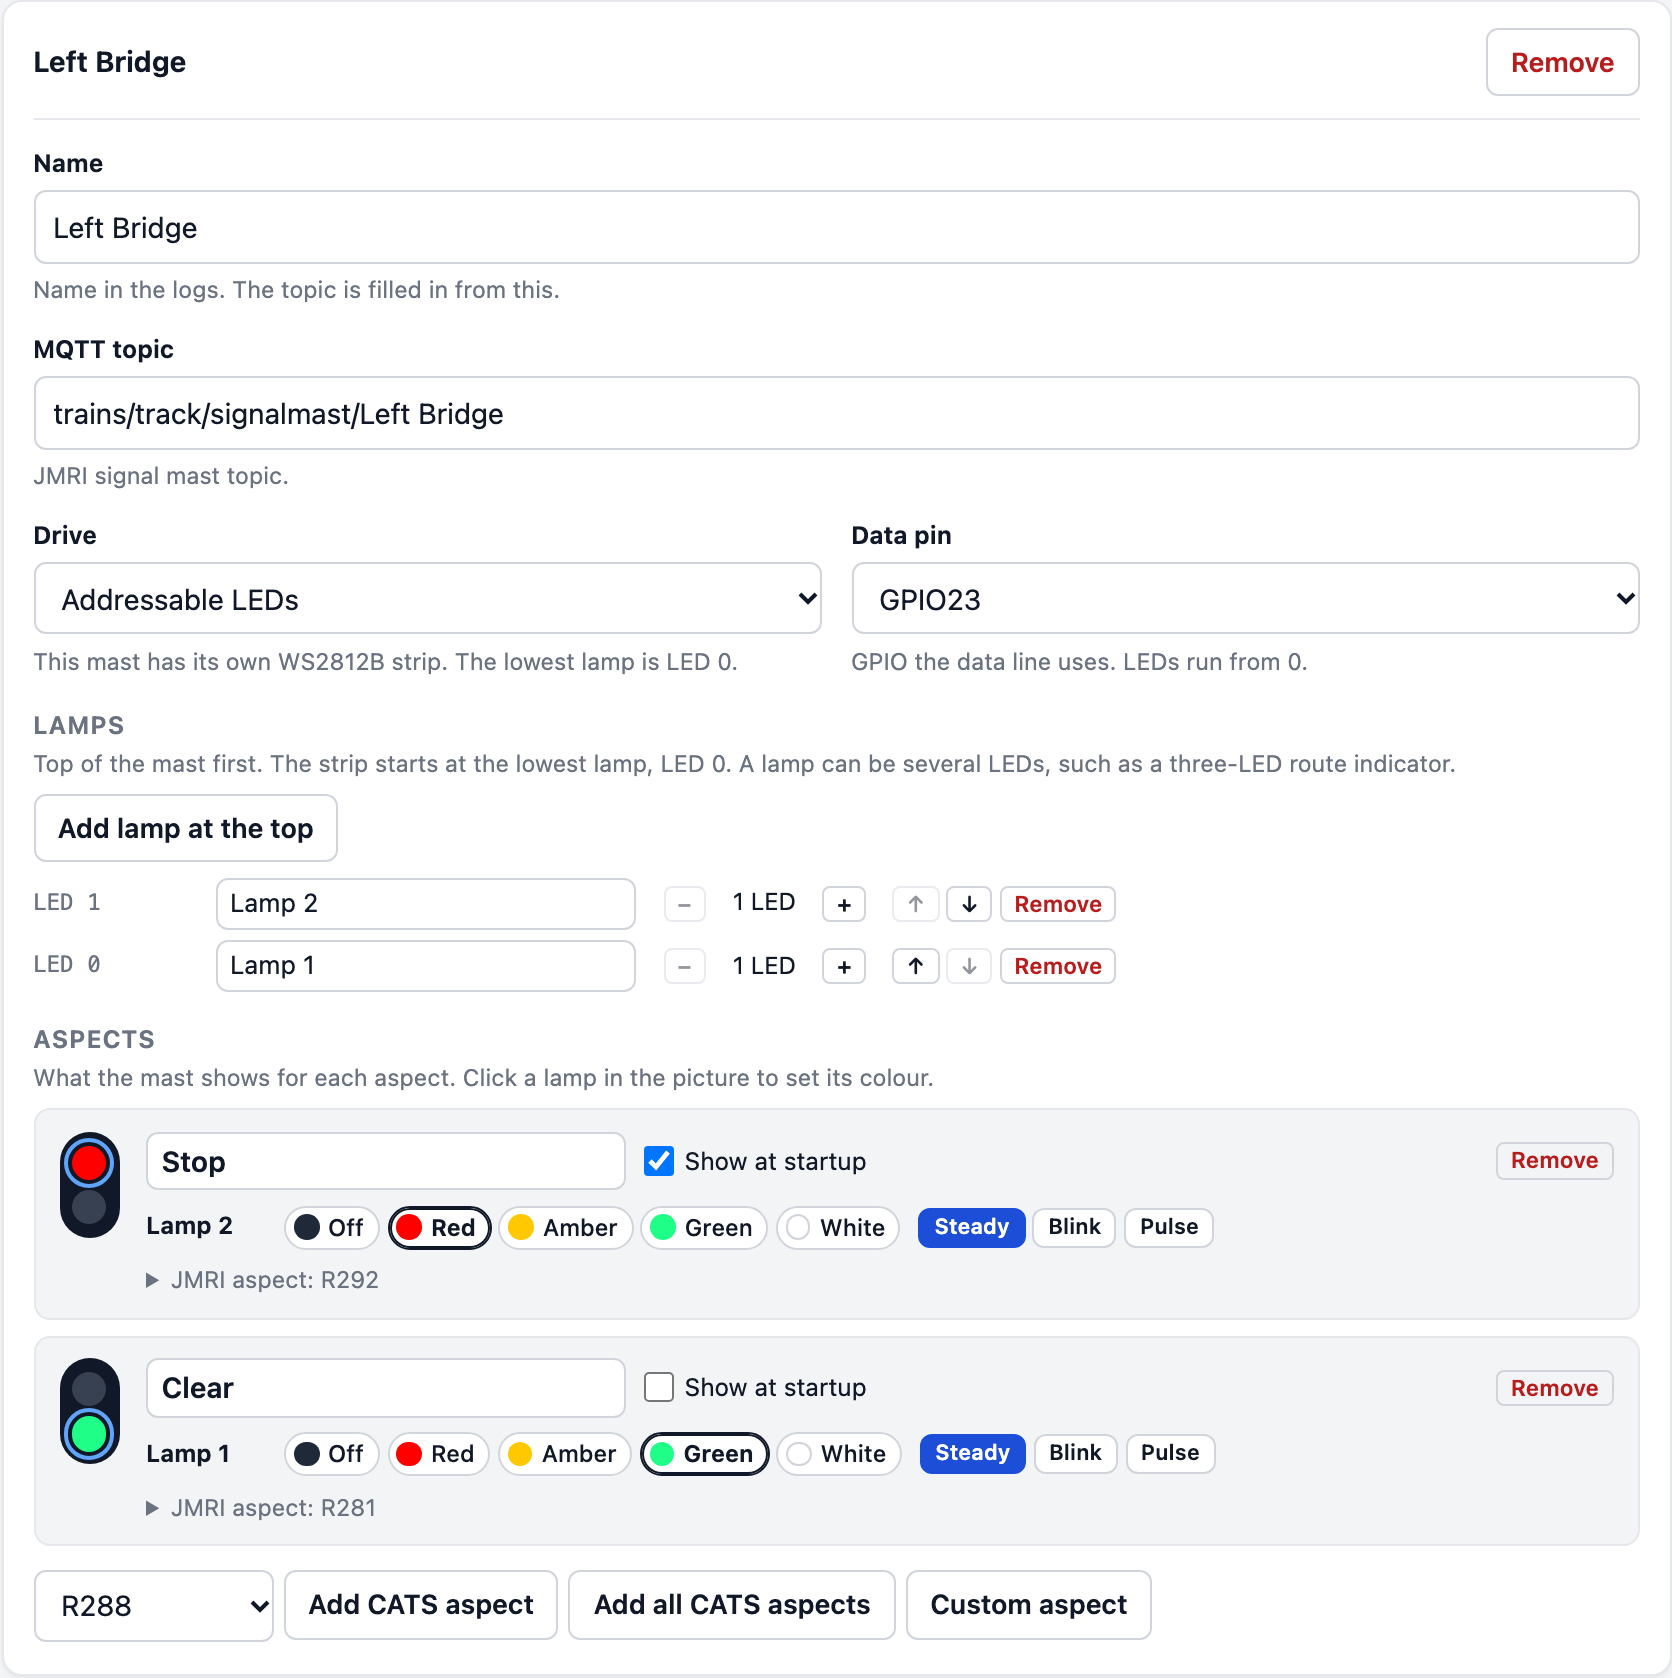 Left Bridge
Remove
Name
Left Bridge
Name in the logs. The topic is filled in from this.
MQTT topic
trains/track/signalmast/Left Bridge
JMRI signal mast topic.
Drive
Data pin
Addressable LEDs
GPIO23
This mast has its own WS2812B strip. The lowest lamp is LED 0.
GPIO the data line uses. LEDs run from 0.
LAMPS
Top of the mast first. The strip starts at the lowest lamp, LED 0. A lamp can be several LEDs, such as a three-LED route indicator.
Add lamp at the top
LED 1 Lamp 2 − 1 LED + ↑ ↓ Remove
LED 0 Lamp 1 − 1 LED + ↑ ↓ Remove
ASPECTS
What the mast shows for each aspect. Click a lamp in the picture to set its colour.
Stop Show at startup Remove
Lamp 2 Off Red Amber Green White Steady Blink Pulse
JMRI aspect: R292
Clear Show at startup Remove
Lamp 1 Off Red Amber Green White Steady Blink Pulse
JMRI aspect: R281
R288 Add CATS aspect Add all CATS aspects Custom aspect